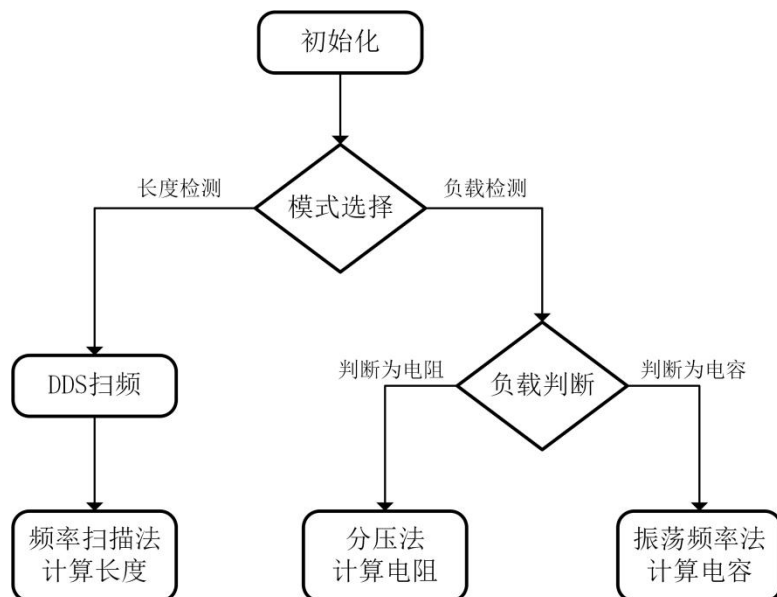 初始化
长度检测
模式选择
负载检测
DDS扫频
判断为电阻
负载判断
判断为电容
频率扫描法
计算长度
分压法
计算电阻
振荡频率法
计算电容